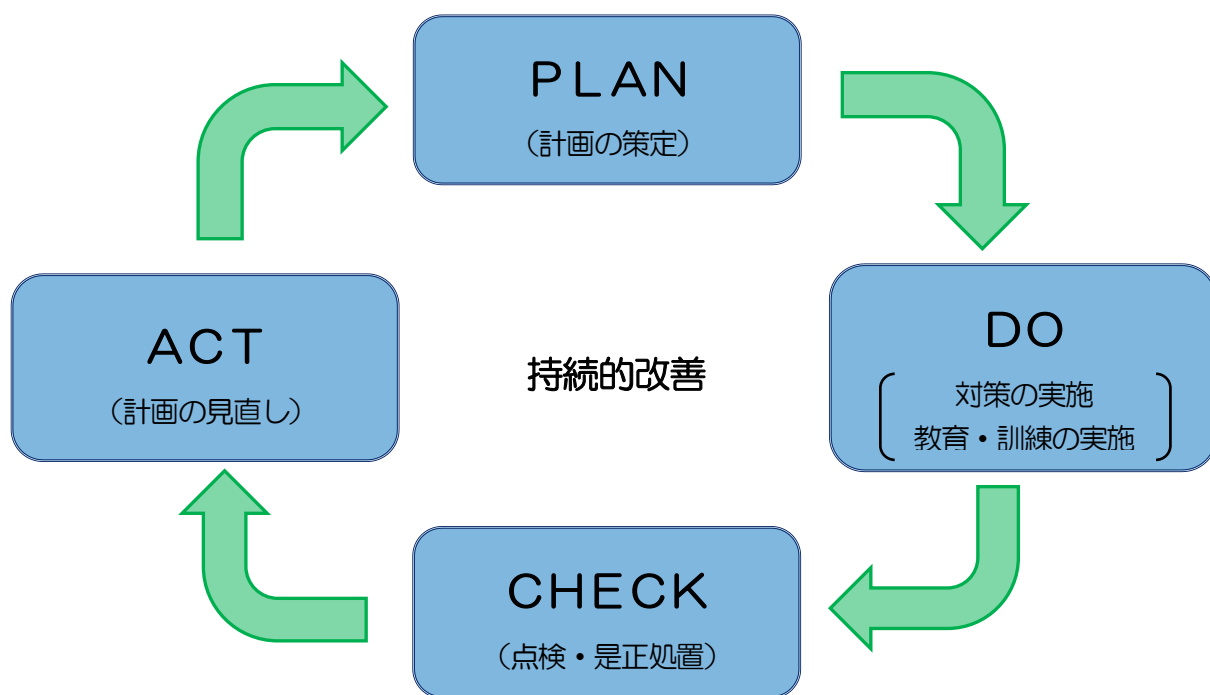 PLAN
（計画の策定）
DO
対策の実施
教育・訓練の実施
持続的改善
ACT
（計画の見直し）
CHECK
（点検・是正処置）